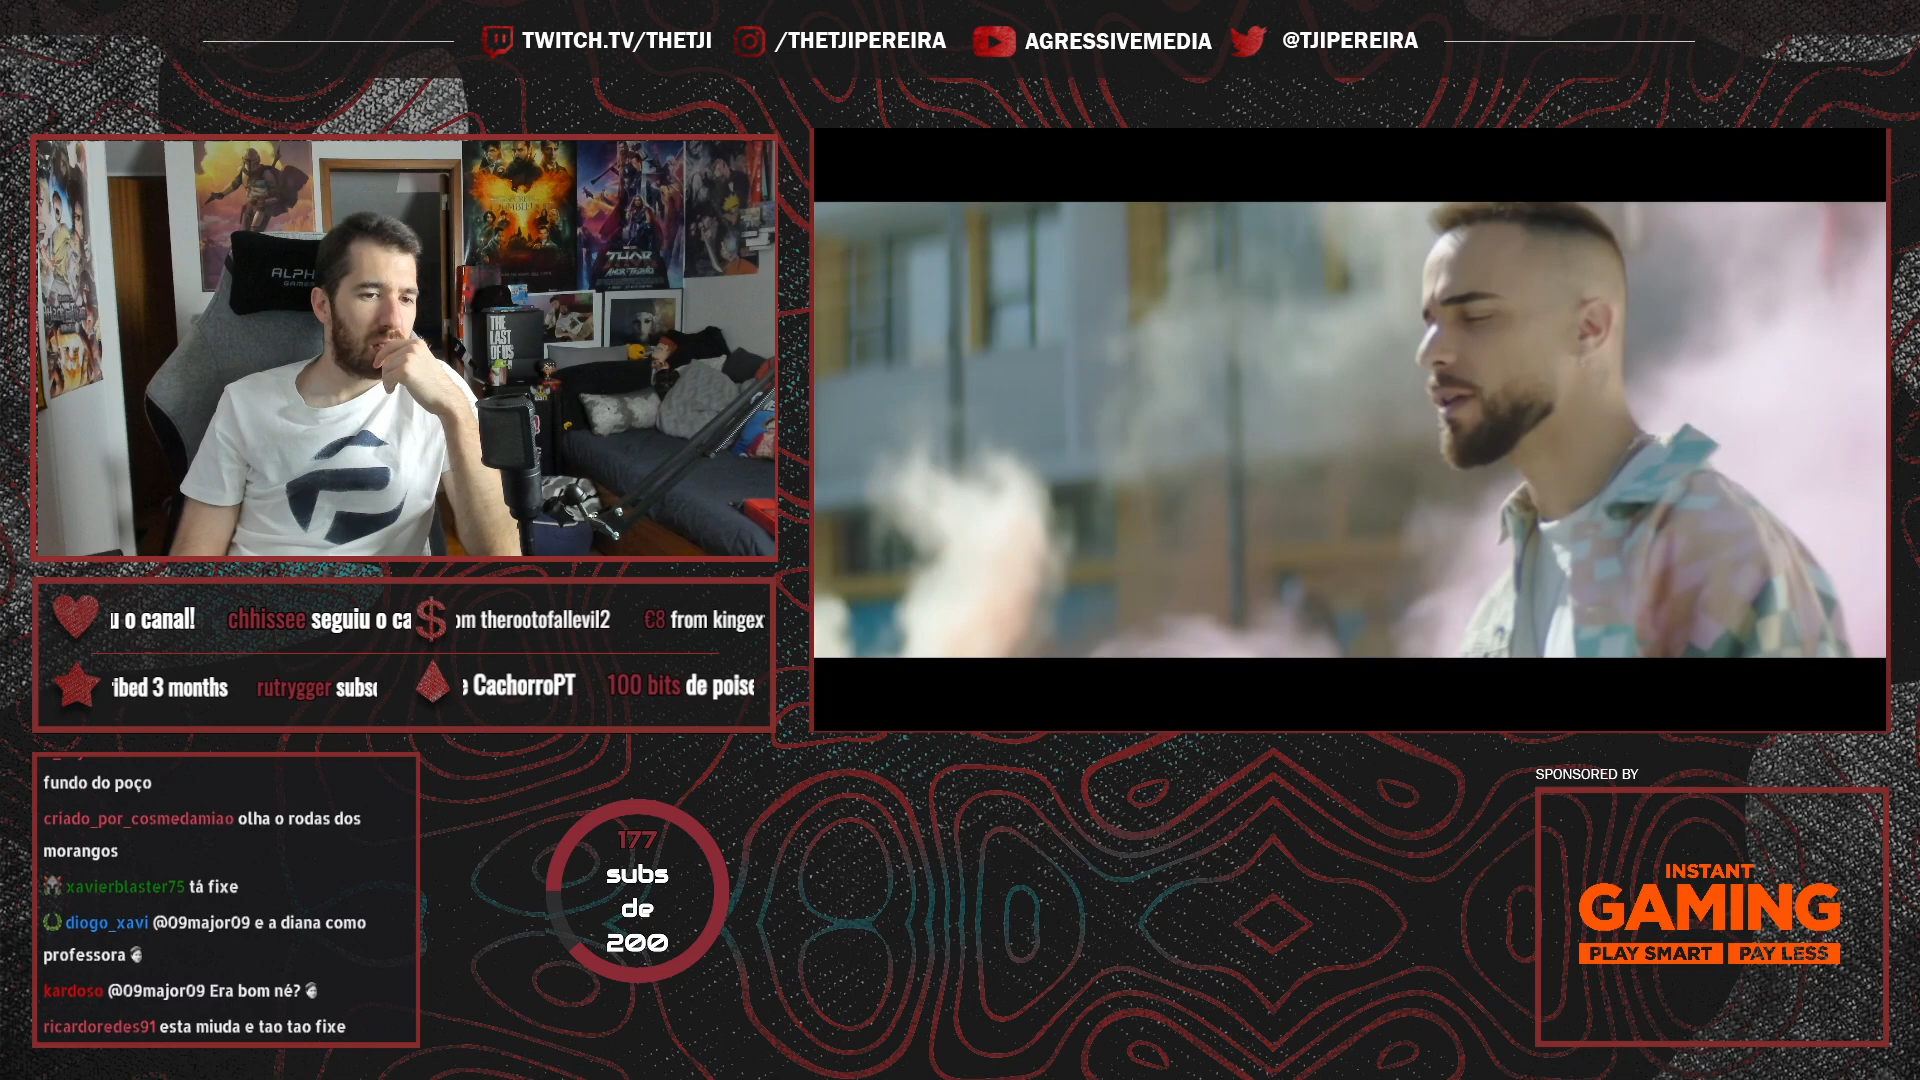 TWITCH.TV/THETJI /THETJIPEREIRA AGRESSIVEMEDIA @TJIPEREIRA
ALPH
THE
LAST
OF US
THOR
u o canal! chhissee seguiu o ca
om therootofallevil2 €8 from kingex
ibed 3 months rutrygger subsc
e CachorroPT 100 bits de poise
fundo do poço
criado_por_cosmedamiao olha o rodas dos
morangos
xavierblaster75 tá fixe
diogo_xavi @09major09 e a diana como
professora
kardoso @09major09 Era bom né?
ricardoredes91 esta miuda e tao tao fixe
177
subs
de
200
SPONSORED BY
INSTANT
GAMING
PLAY SMART PAY LESS